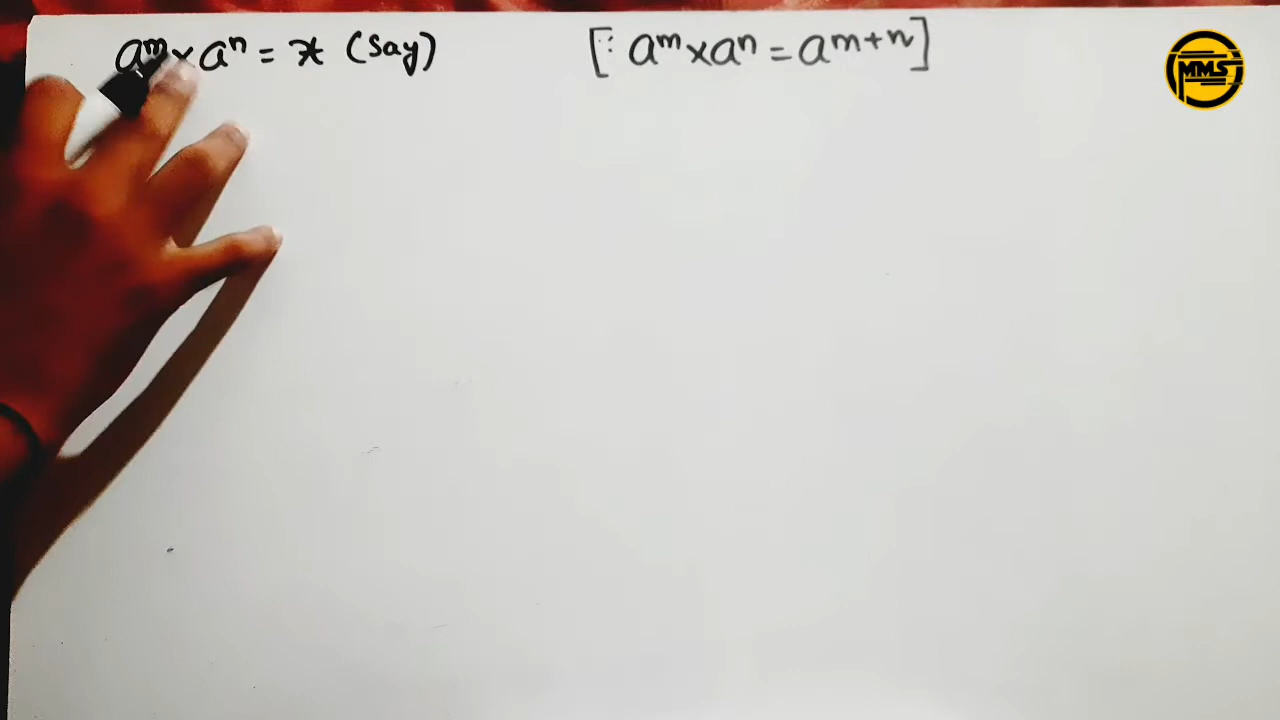 aᵐ × aⁿ = x (say) [∵ aᵐ × aⁿ = aᵐ⁺ⁿ]
MMS